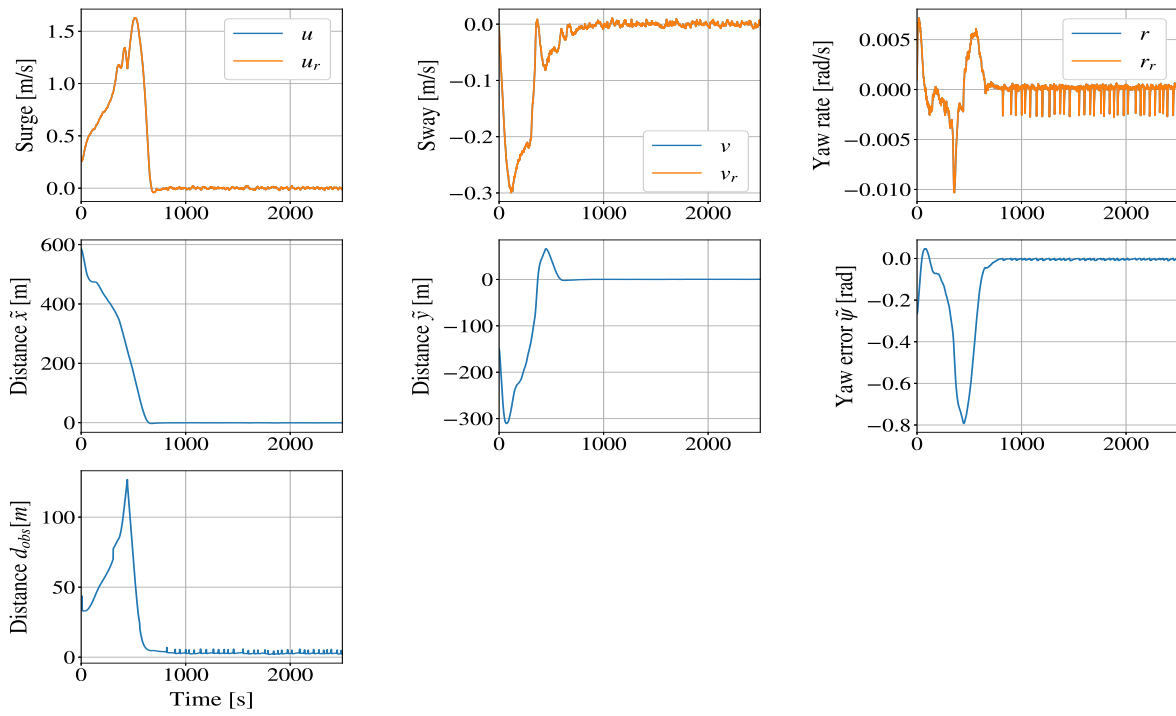 Surge [m/s]
1.5
1.0
0.5
0.0
u
u_r
0 1000 2000
Sway [m/s]
0.0
−0.1
−0.2
−0.3
v
v_r
0 1000 2000
Yaw rate [rad/s]
0.005
0.000
−0.005
−0.010
r
r_r
0 1000 2000
Distance x̃ [m]
600
400
200
0
0 1000 2000
Distance ỹ [m]
0
−100
−200
−300
0 1000 2000
Yaw error ψ̃ [rad]
0.0
−0.2
−0.4
−0.6
−0.8
0 1000 2000
Distance d_obs[m]
100
50
0
0 1000 2000
Time [s]